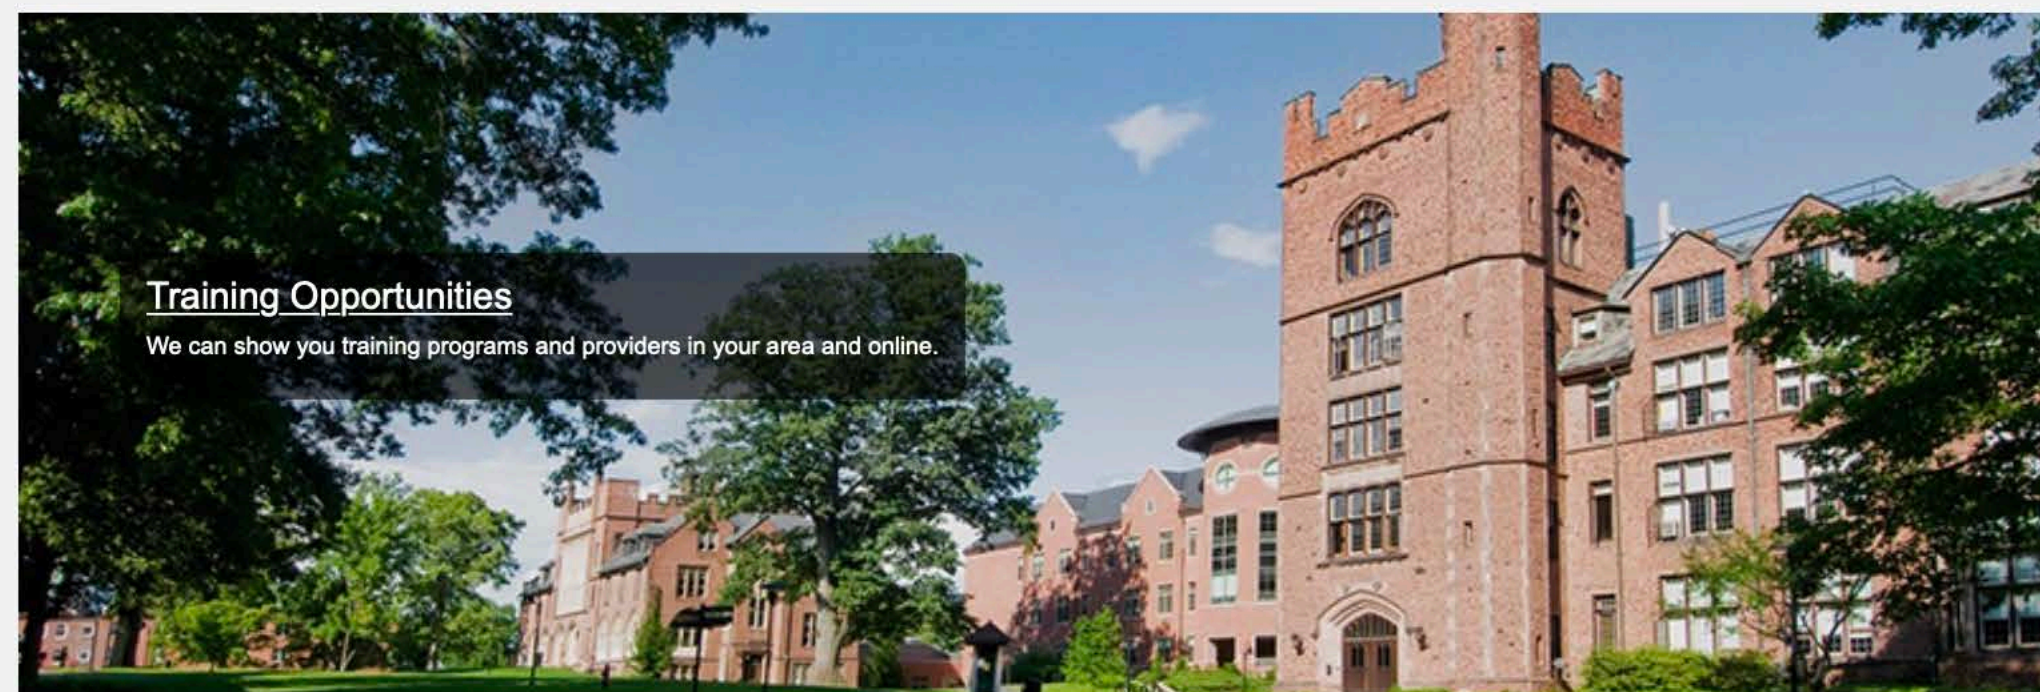 Training Opportunities
We can show you training programs and providers in your area and online.